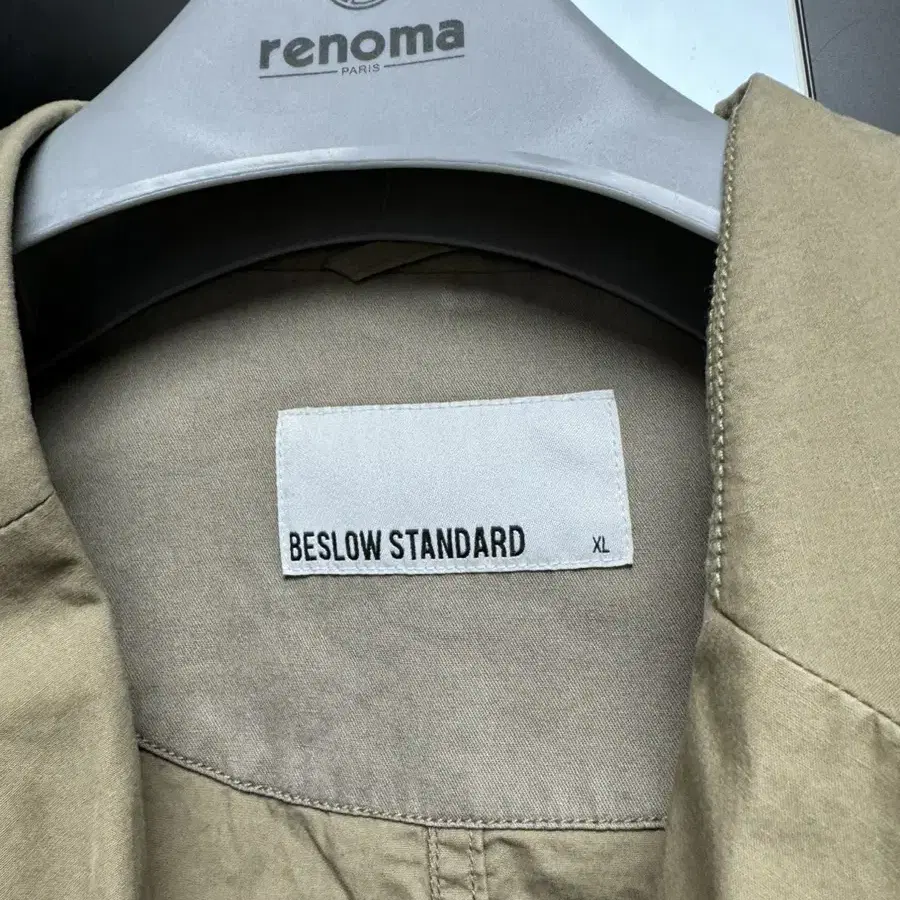 renoma
PARIS
BESLOW STANDARD
XL